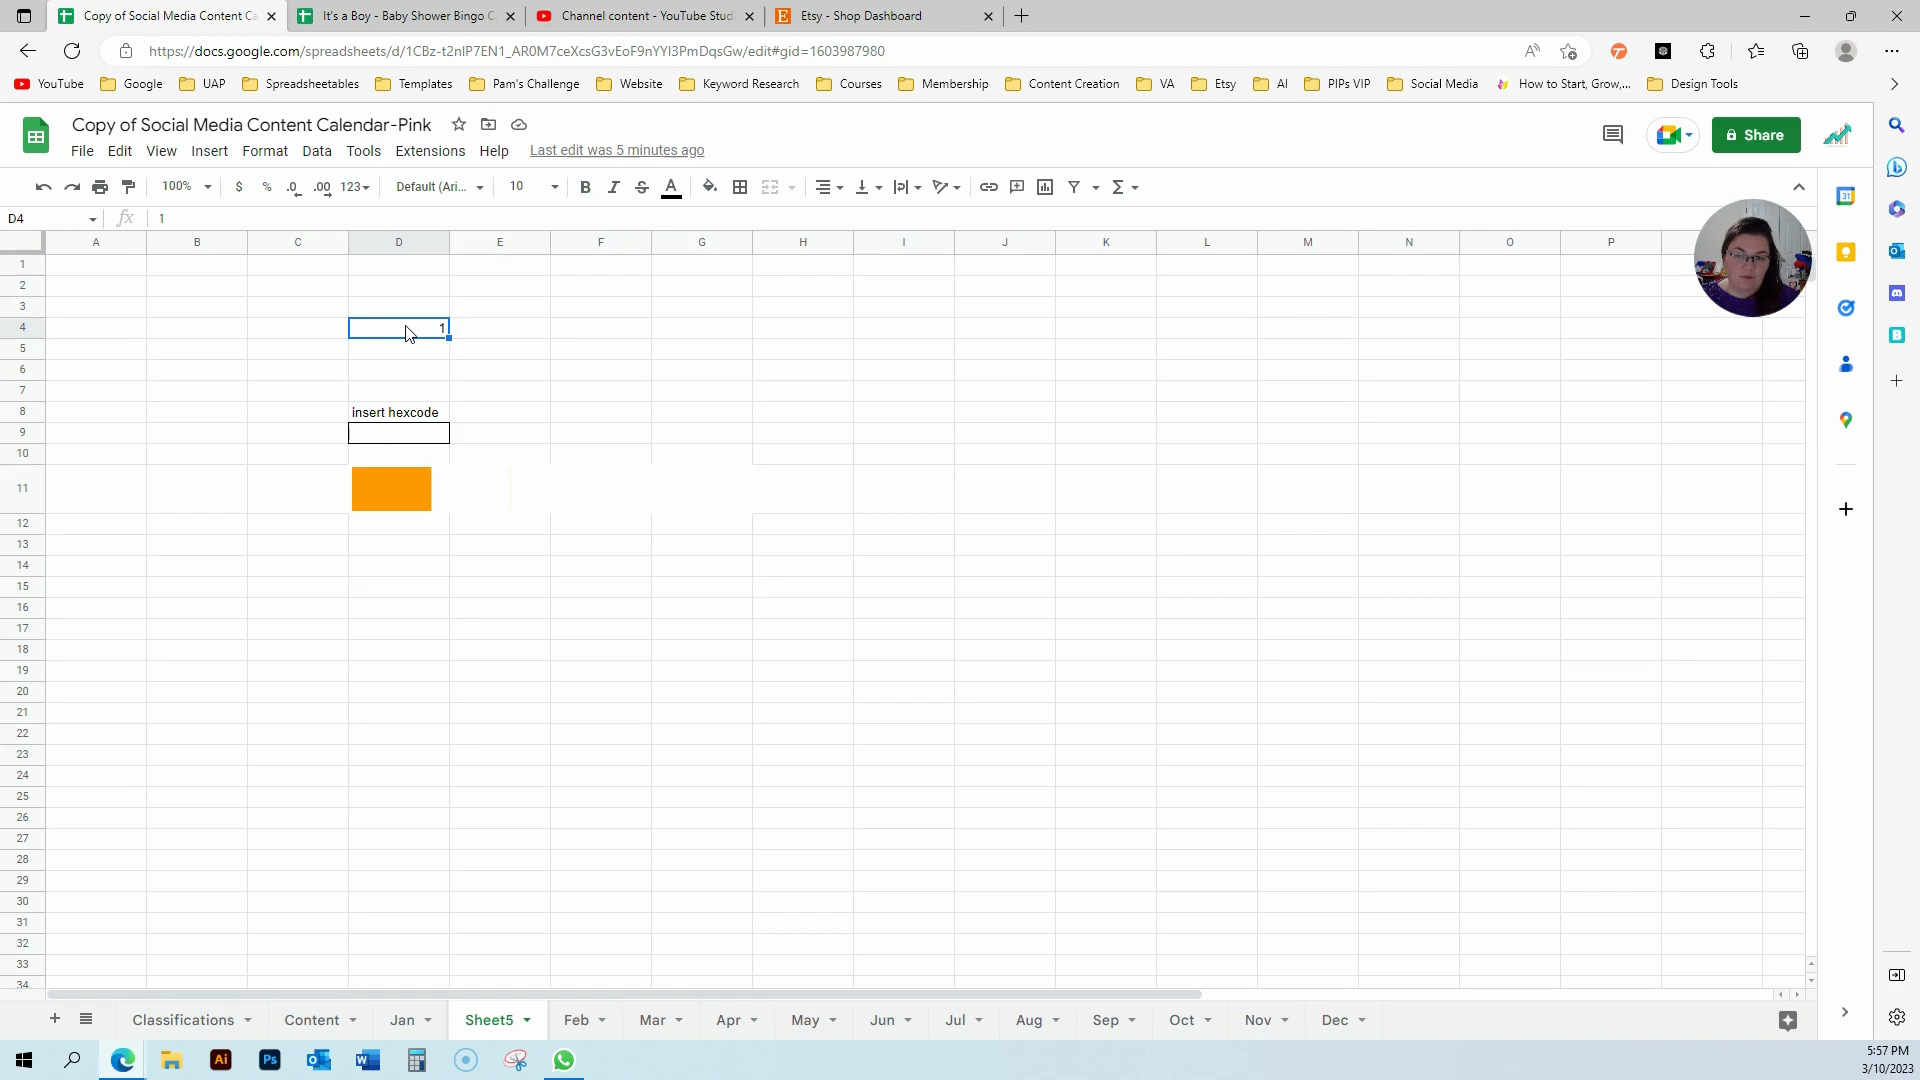 Copy of Social Media Content Ca
It's a Boy - Baby Shower Bingo C
Channel content - YouTube Studi
Etsy - Shop Dashboard
https://docs.google.com/spreadsheets/d/1CBz-t2nIP7EN1_AR0M7ceXcsG3vEoF9nYYI3PmDqsGw/edit#gid=1603987980
YouTube Google UAP Spreadsheetables Templates Pam's Challenge Website Keyword Research Courses Membership Content Creation VA Etsy AI PIPs VIP Social Media How to Start, Grow,... Design Tools
Copy of Social Media Content Calendar-Pink
Share
File Edit View Insert Format Data Tools Extensions Help Last edit was 5 minutes ago
100% $ % .0 .00 123 Default (Ari... 10 B I S A
D4 fx 1
A B C D E F G H I J K L M N O P
1
2
3
4 1
5
6
7
8 insert hexcode
9
10
11
12
13
14
15
16
17
18
19
20
21
22
23
24
25
26
27
28
29
30
31
32
33
34
Classifications Content Jan Sheet5 Feb Mar Apr May Jun Jul Aug Sep Oct Nov Dec
Ai Ps
5:57 PM
3/10/2023